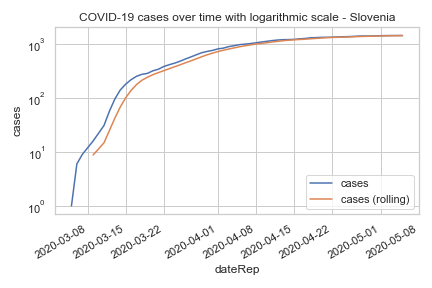 COVID-19 cases over time with logarithmic scale - Slovenia
cases
10³
10²
10¹
10⁰
cases
cases (rolling)
2020-03-08
2020-03-15
2020-03-22
2020-04-01
2020-04-08
2020-04-15
2020-04-22
2020-05-01
2020-05-08
dateRep